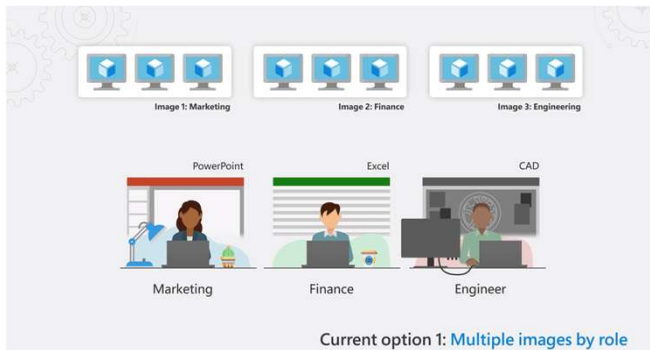 Image 1: Marketing
Image 2: Finance
Image 3: Engineering
PowerPoint
Excel
CAD
Marketing
Finance
Engineer
Current option 1: Multiple images by role